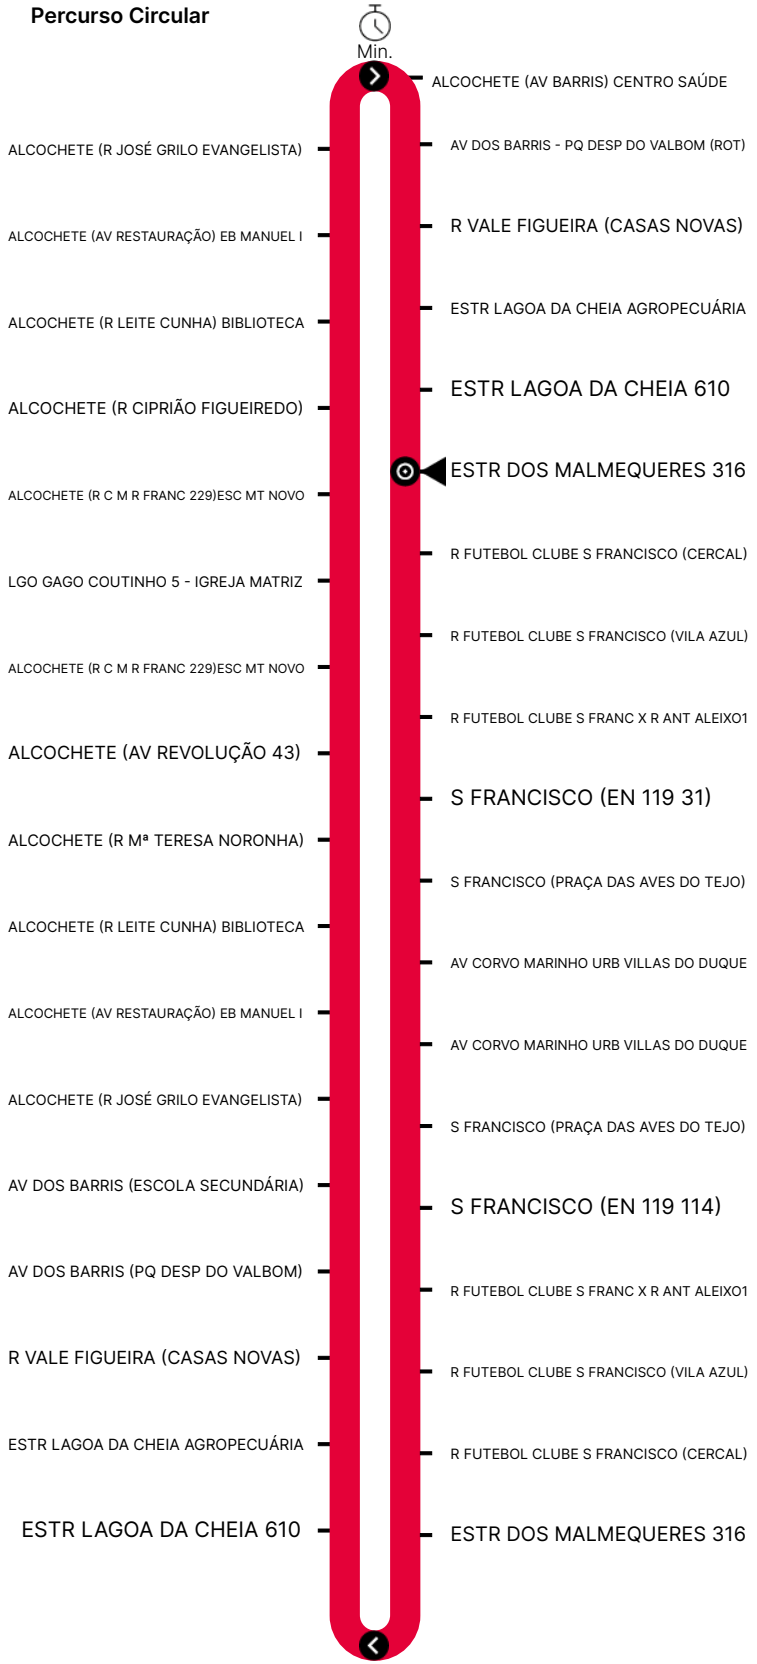 Percurso Circular
Min.
ALCOCHETE (AV BARRIS) CENTRO SAÚDE
AV DOS BARRIS - PQ DESP DO VALBOM (ROT)
R VALE FIGUEIRA (CASAS NOVAS)
ESTR LAGOA DA CHEIA AGROPECUÁRIA
ESTR LAGOA DA CHEIA 610
ESTR DOS MALMEQUERES 316
R FUTEBOL CLUBE S FRANCISCO (CERCAL)
R FUTEBOL CLUBE S FRANCISCO (VILA AZUL)
R FUTEBOL CLUBE S FRANC X R ANT ALEIXO1
S FRANCISCO (EN 119 31)
S FRANCISCO (PRAÇA DAS AVES DO TEJO)
AV CORVO MARINHO URB VILLAS DO DUQUE
AV CORVO MARINHO URB VILLAS DO DUQUE
S FRANCISCO (PRAÇA DAS AVES DO TEJO)
S FRANCISCO (EN 119 114)
R FUTEBOL CLUBE S FRANC X R ANT ALEIXO1
R FUTEBOL CLUBE S FRANCISCO (VILA AZUL)
R FUTEBOL CLUBE S FRANCISCO (CERCAL)
ESTR DOS MALMEQUERES 316
ALCOCHETE (R JOSÉ GRILO EVANGELISTA)
ALCOCHETE (AV RESTAURAÇÃO) EB MANUEL I
ALCOCHETE (R LEITE CUNHA) BIBLIOTECA
ALCOCHETE (R CIPRIÃO FIGUEIREDO)
ALCOCHETE (R C M R FRANC 229)ESC MT NOVO
LGO GAGO COUTINHO 5 - IGREJA MATRIZ
ALCOCHETE (R C M R FRANC 229)ESC MT NOVO
ALCOCHETE (AV REVOLUÇÃO 43)
ALCOCHETE (R Mª TERESA NORONHA)
ALCOCHETE (R LEITE CUNHA) BIBLIOTECA
ALCOCHETE (AV RESTAURAÇÃO) EB MANUEL I
ALCOCHETE (R JOSÉ GRILO EVANGELISTA)
AV DOS BARRIS (ESCOLA SECUNDÁRIA)
AV DOS BARRIS (PQ DESP DO VALBOM)
R VALE FIGUEIRA (CASAS NOVAS)
ESTR LAGOA DA CHEIA AGROPECUÁRIA
ESTR LAGOA DA CHEIA 610